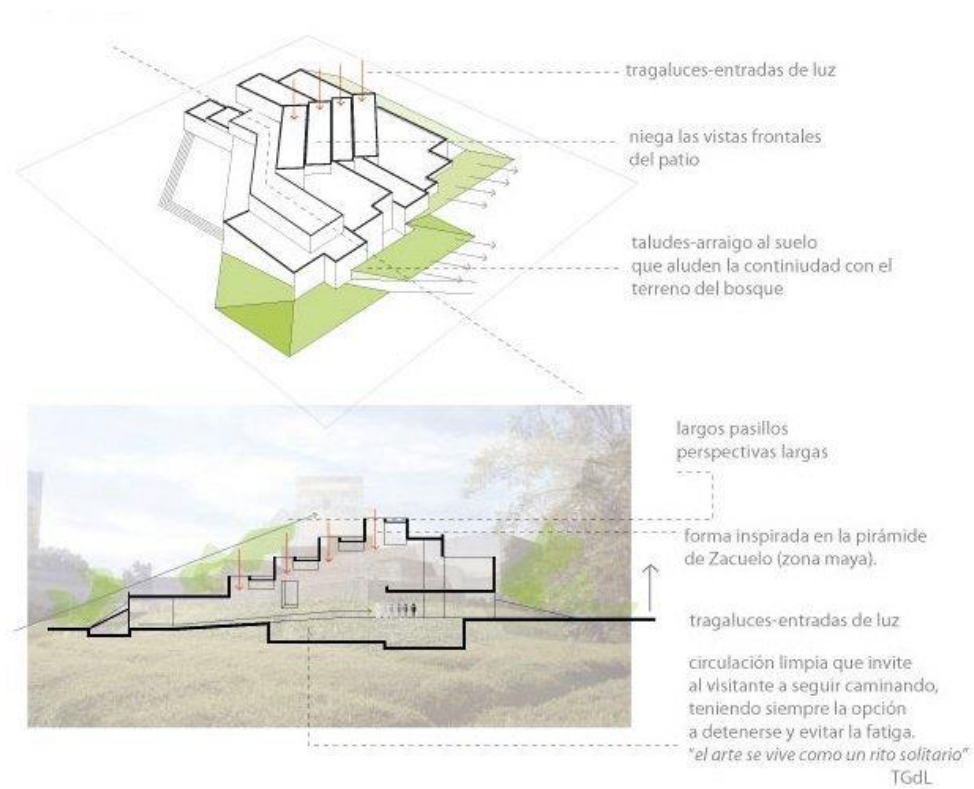 tragaluces-entradas de luz
niega las vistas frontales
del patio
taludes-arraigo al suelo
que aluden la continiudad con el
terreno del bosque
largos pasillos
perspectivas largas
forma inspirada en la pirámide
de Zacuelo (zona maya).
tragaluces-entradas de luz
circulación limpia que invite
al visitante a seguir caminando,
teniendo siempre la opción
a detenerse y evitar la fatiga.
"el arte se vive como un rito solitario"
TGdL